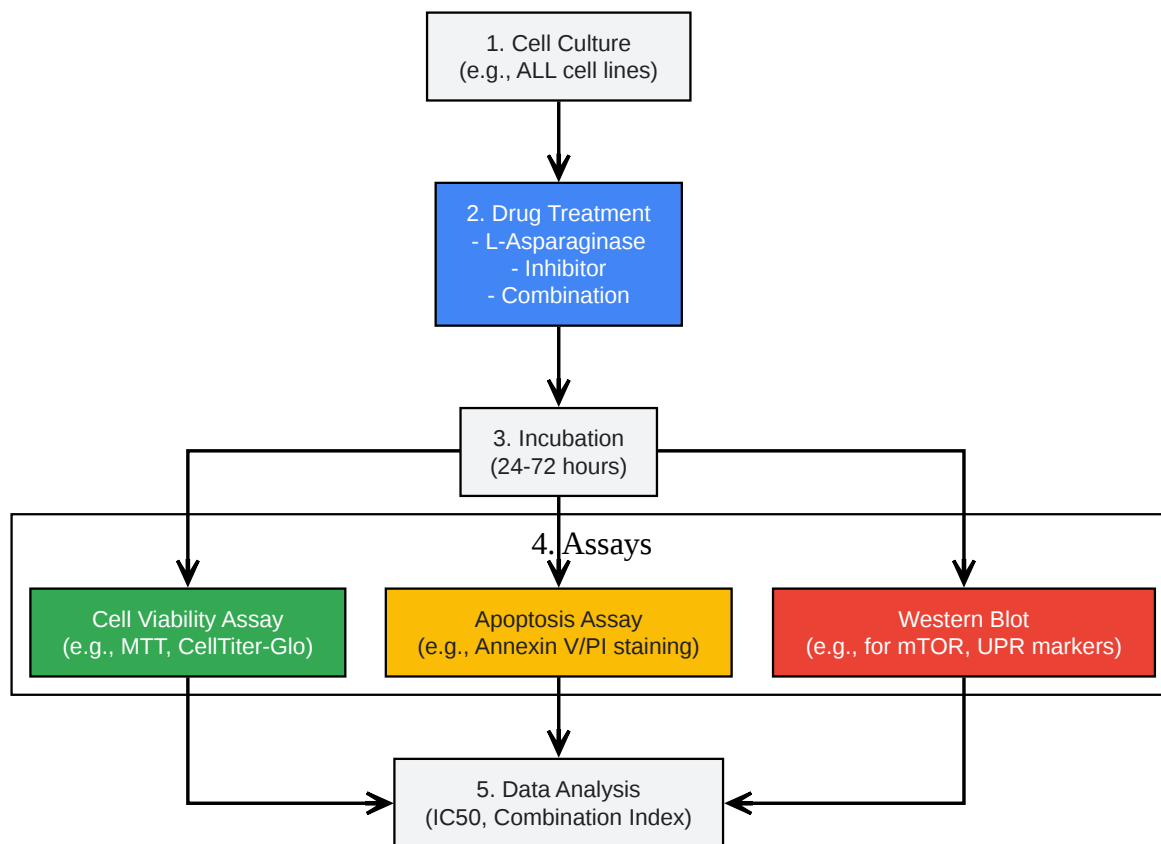 1. Cell Culture
(e.g., ALL cell lines)
2. Drug Treatment
- L-Asparaginase
- Inhibitor
- Combination
3. Incubation
(24-72 hours)
4. Assays
Cell Viability Assay
(e.g., MTT, CellTiter-Glo)
Apoptosis Assay
(e.g., Annexin V/PI staining)
Western Blot
(e.g., for mTOR, UPR markers)
5. Data Analysis
(IC50, Combination Index)